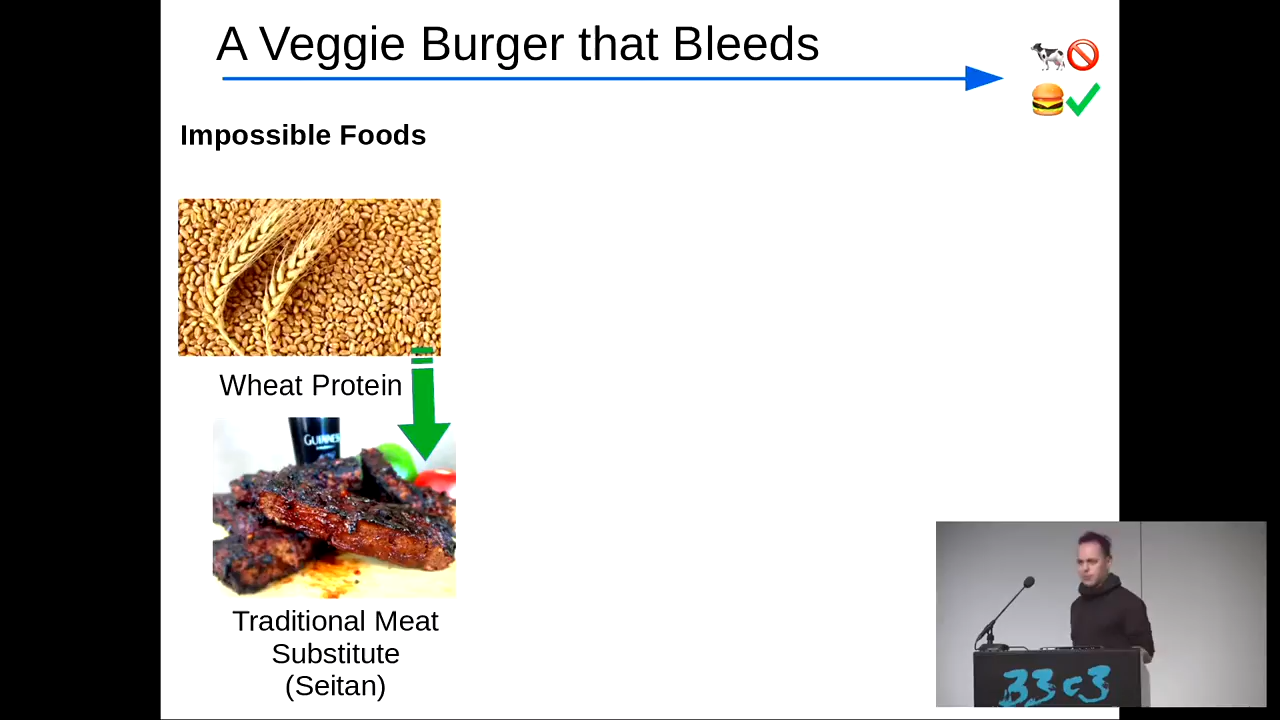 A Veggie Burger that Bleeds
Impossible Foods
Wheat Protein
Traditional Meat
Substitute
(Seitan)
33c3